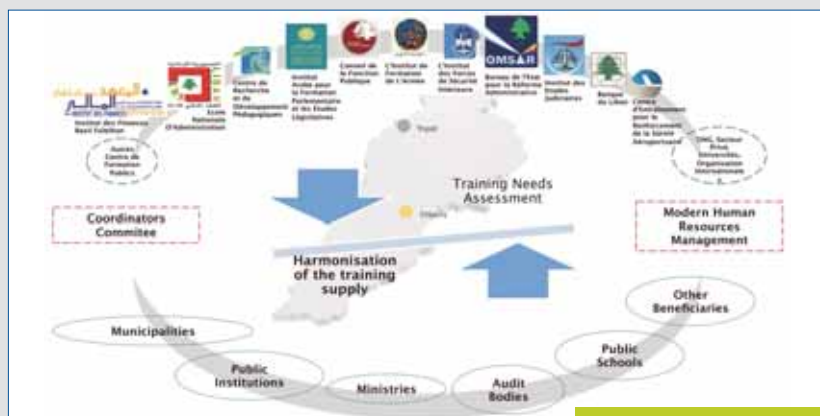 Institut des Finances
Basil Fuleihan
Ecole
Nationale
D'Administration
Centre de
Recherche
et de
Développement
Pédagogiques
Institut
Arabe pour
la Formation
Parlementaire
et les Études
Législatives
Conseil de
la Fonction
Publique
L'Institut de
Formation
de L'Armée
L'Institut
des Forces
de Sécurité
Intérieure
OMSAR
Bureau de l'Etat
pour la Réforme
Administrative
Institut des
Etudes
Judiciaires
Banque
du Liban
Centre
d'Entraînement
pour le
Renforcement
de la Sûreté
Aéroportuaire
Autres
Centre de
Formation
Publics
ONG, Secteur
Privé,
Universités,
Organisation
Internationale
Tripoli
Training Needs
Assessment
Coordinators
Commitee
Modern Human
Resources
Management
Harmonisation
of the training
supply
Other
Beneficiaries
Municipalities
Public
Schools
Public
Institutions
Ministries
Audit
Bodies